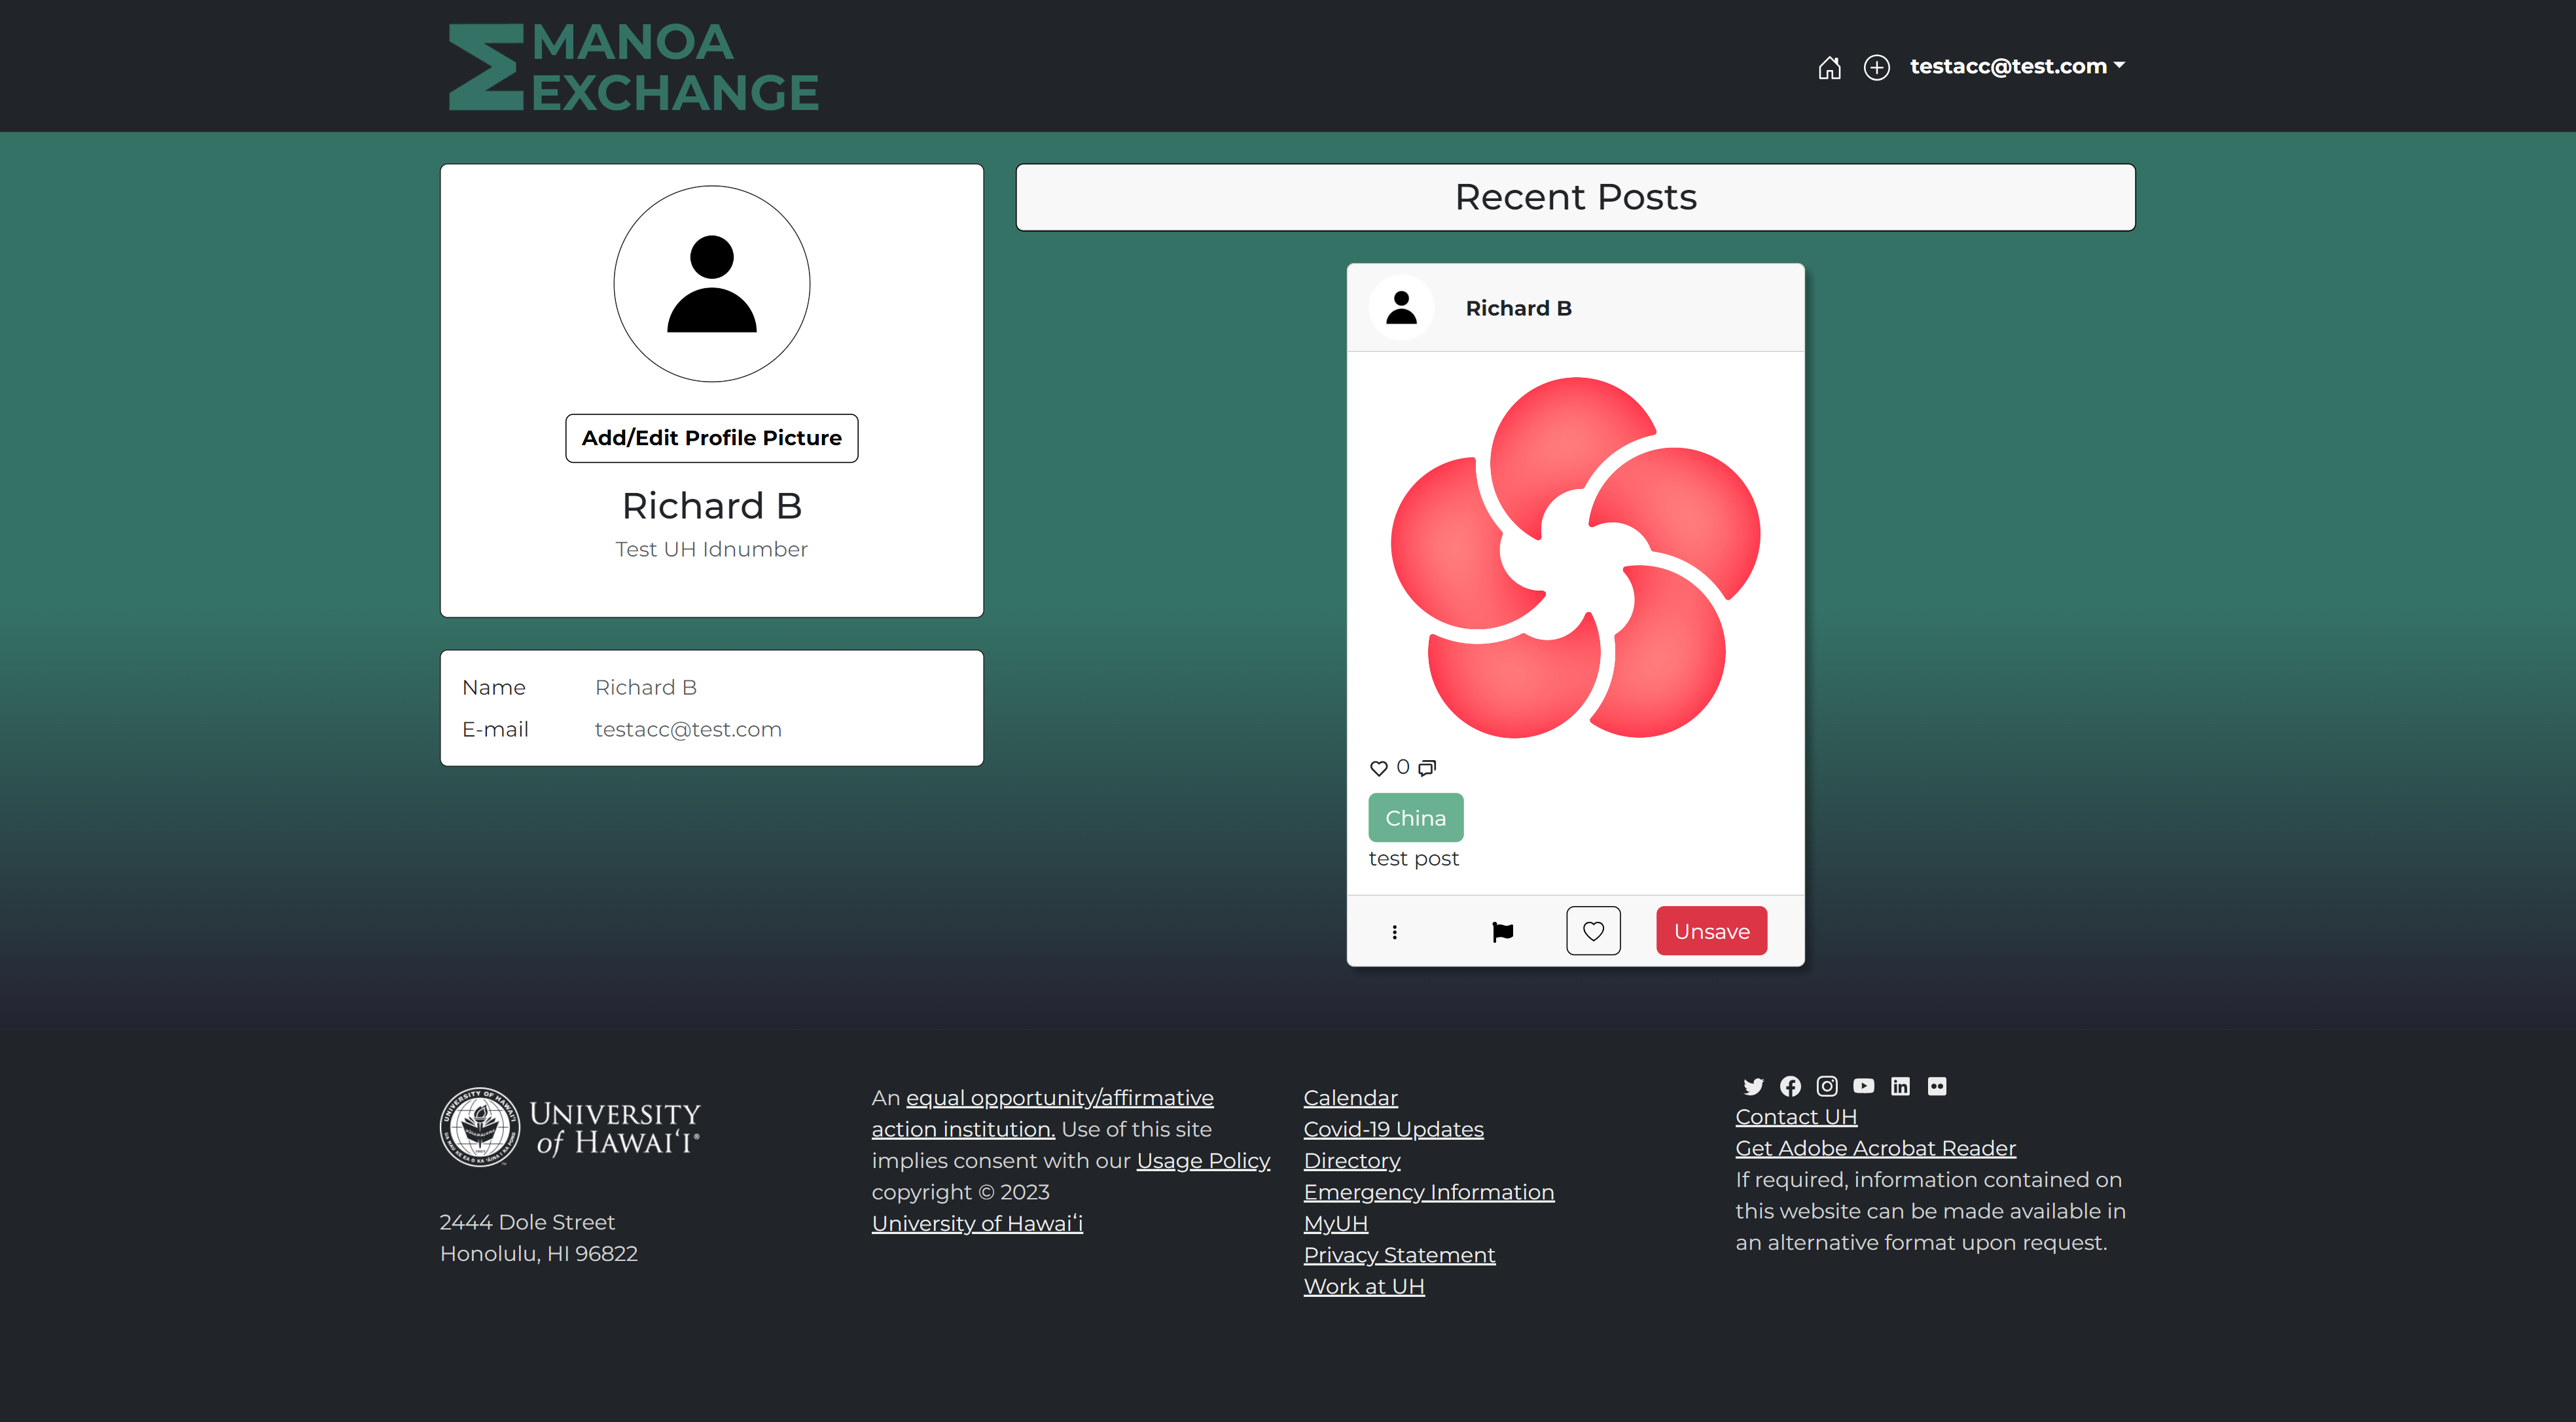 MANOA
EXCHANGE
testacc@test.com
Add/Edit Profile Picture
Richard B
Test UH Idnumber
Name Richard B
E-mail testacc@test.com
Recent Posts
Richard B
0
China
test post
Unsave
UNIVERSITY
of HAWAIʻI®
2444 Dole Street
Honolulu, HI 96822
An equal opportunity/affirmative
action institution. Use of this site
implies consent with our Usage Policy
copyright © 2023
University of Hawaiʻi
Calendar
Covid-19 Updates
Directory
Emergency Information
MyUH
Privacy Statement
Work at UH
Contact UH
Get Adobe Acrobat Reader
If required, information contained on
this website can be made available in
an alternative format upon request.